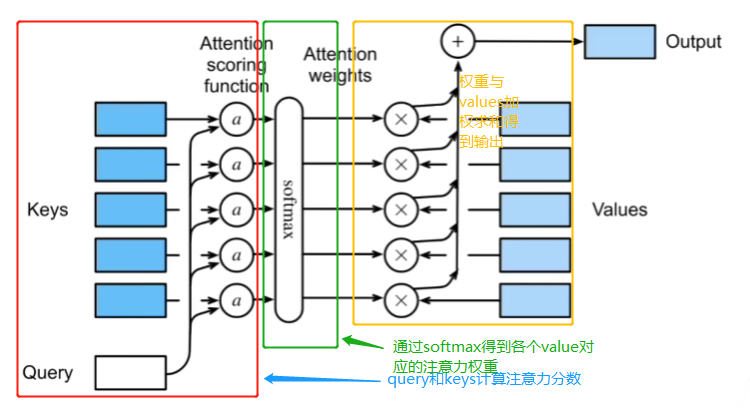 Attention
scoring
function
Attention
weights
+
Output
权重与
values加
权求和得
到输出
Keys
a
a
a
a
a
softmax
×
×
×
×
×
Values
Query
通过softmax得到各个value对
应的注意力权重
query和keys计算注意力分数